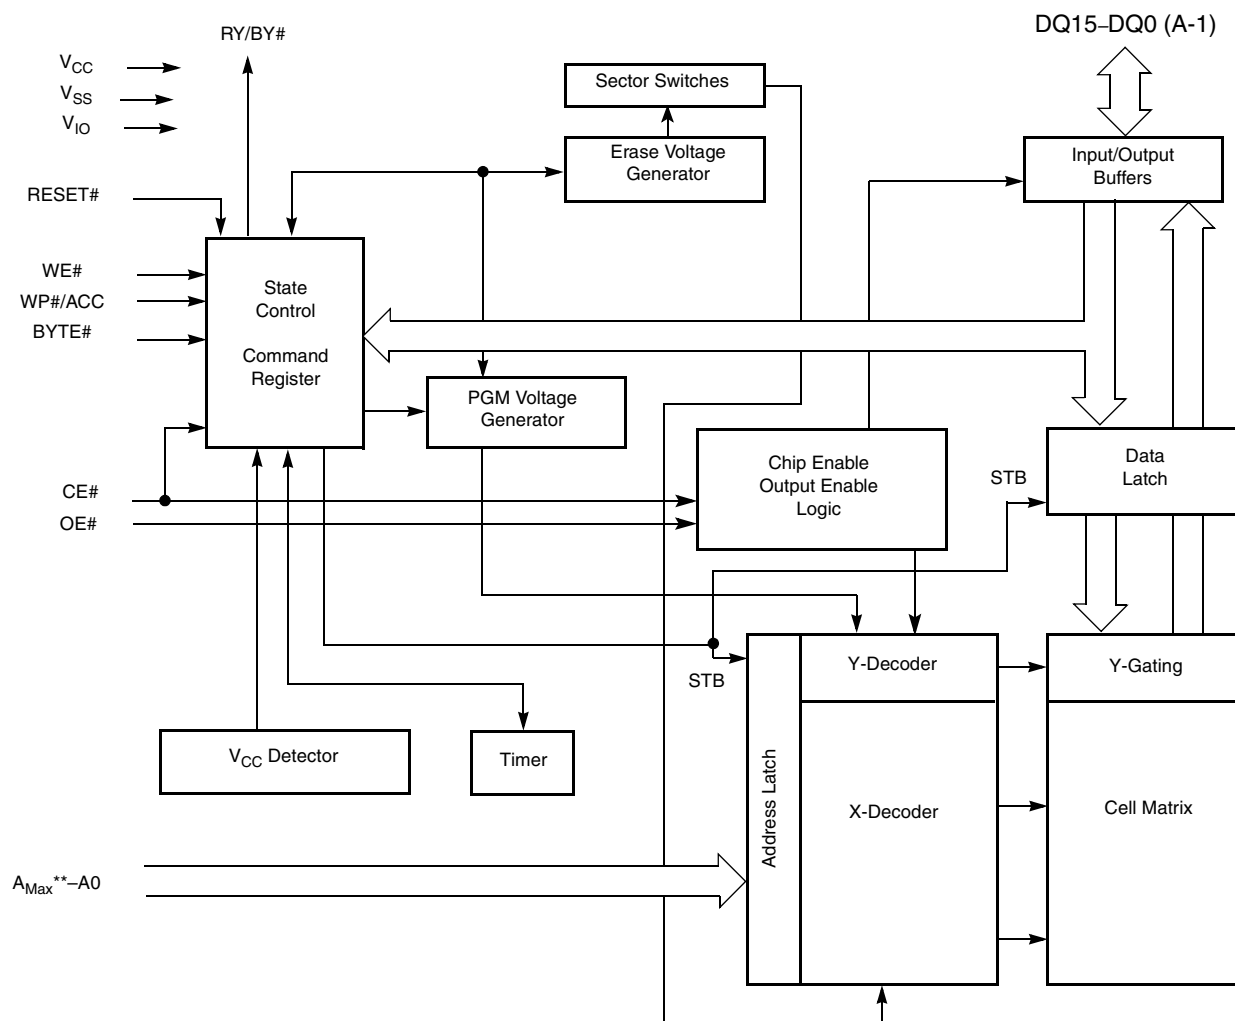 DQ15–DQ0 (A-1)
RY/BY#
VCC
VSS
VIO
Sector Switches
Erase Voltage
Generator
Input/Output
Buffers
RESET#
WE#
WP#/ACC
BYTE#
State
Control
Command
Register
PGM Voltage
Generator
Chip Enable
Output Enable
Logic
Data
Latch
STB
CE#
OE#
STB
Y-Decoder
Y-Gating
VCC Detector
Timer
Address Latch
X-Decoder
Cell Matrix
AMax**–A0